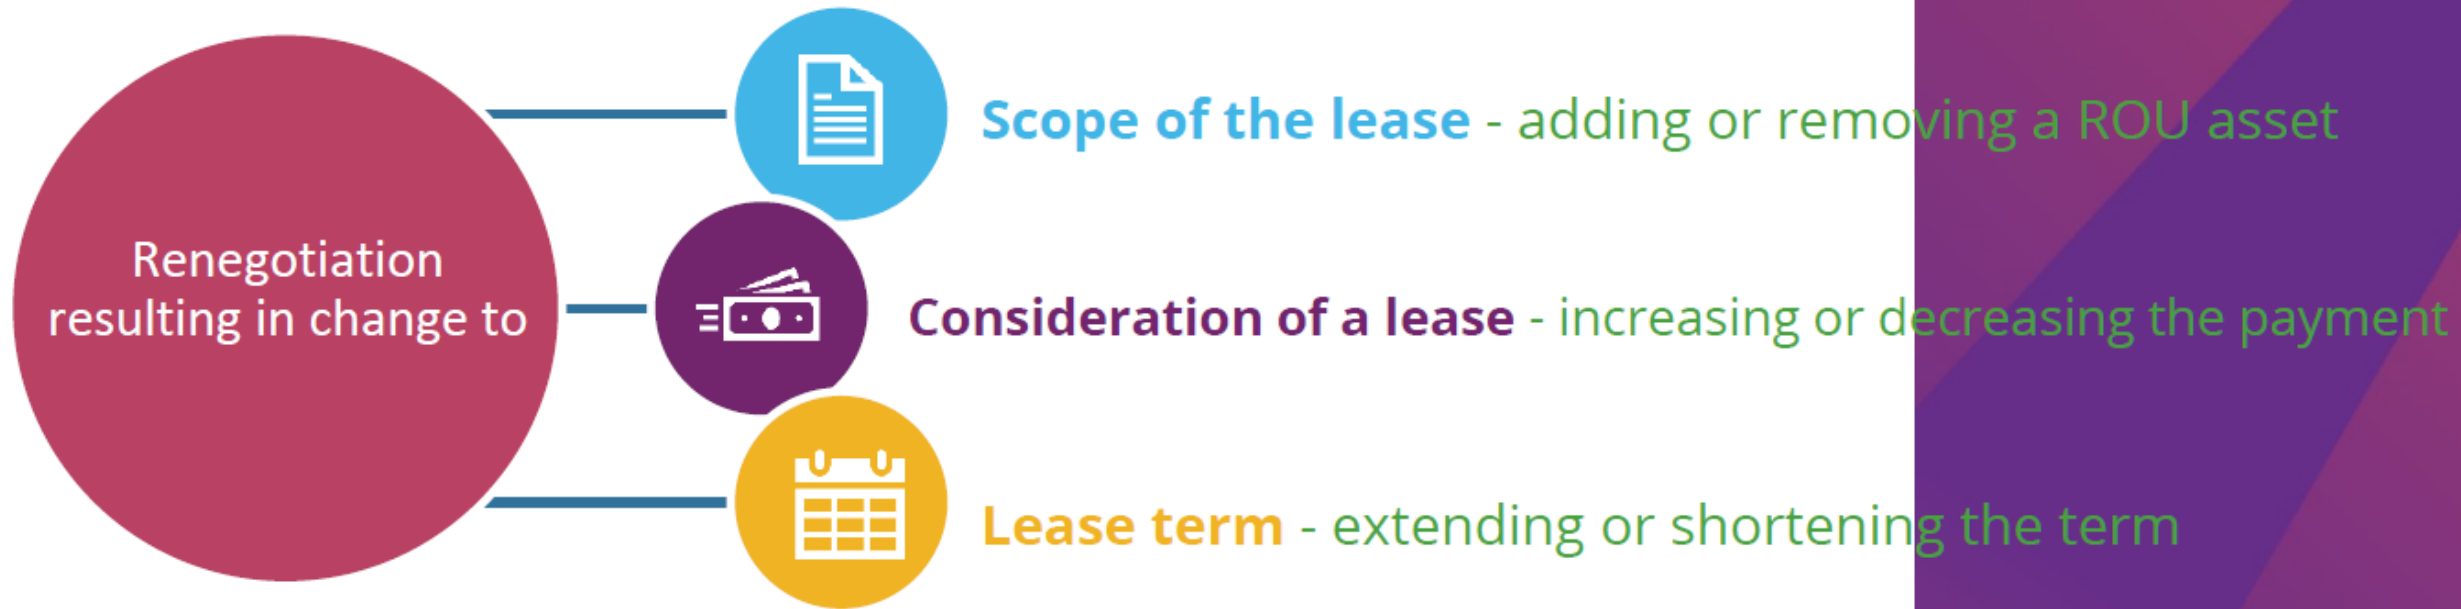 Renegotiation
resulting in change to
Scope of the lease - adding or removing a ROU asset
Consideration of a lease - increasing or decreasing the payment
Lease term - extending or shortening the term